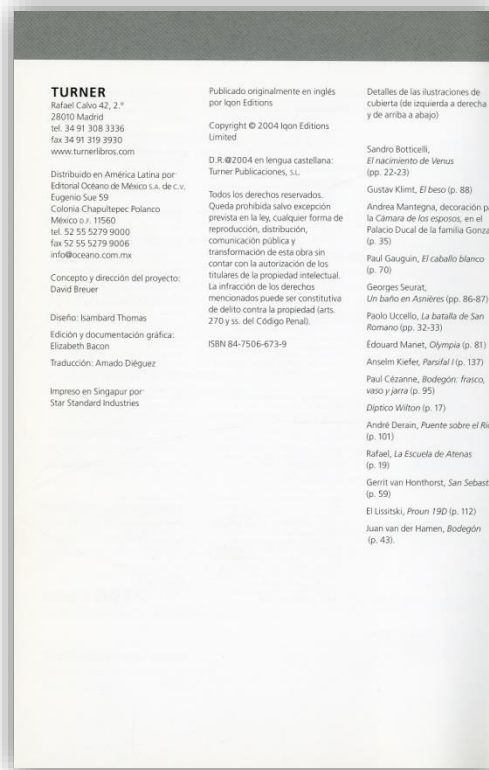 TURNER
Rafael Calvo 42, 2.º
28010 Madrid
tel. 34 91 308 3336
fax 34 91 319 3930
www.turnerlibros.com
Distribuido en América Latina por
Editorial Océano de México S.A. de C.V.
Eugenio Sue 59
Colonia Chapultepec Polanco
México D.F. 11560
tel. 52 55 5279 9000
fax 52 55 5279 9006
info@oceano.com.mx
Concepto y dirección del proyecto:
David Breuer
Diseño: Isambard Thomas
Edición y documentación gráfica:
Elizabeth Bacon
Traducción: Amado Diéguez
Impreso en Singapur por
Star Standard Industries
Publicado originalmente en inglés
por Iqon Editions
Copyright © 2004 Iqon Editions
Limited
D.R.@2004 en lengua castellana:
Turner Publicaciones, S.L.
Todos los derechos reservados.
Queda prohibida salvo excepción
prevista en la ley, cualquier forma de
reproducción, distribución,
comunicación pública y
transformación de esta obra sin
contar con la autorización de los
titulares de la propiedad intelectual.
La infracción de los derechos
mencionados puede ser constitutiva
de delito contra la propiedad (arts.
270 y ss. del Código Penal).
ISBN 84-7506-673-9
Detalles de las ilustraciones de
cubierta (de izquierda a derecha
y de arriba a abajo)
Sandro Botticelli,
El nacimiento de Venus
(pp. 22-23)
Gustav Klimt, El beso (p. 88)
Andrea Mantegna, decoración
la Cámara de los esposos, en el
Palacio Ducal de la familia
(p. 35)
Paul Gauguin, El caballo blanco
(p. 70)
Georges Seurat,
Un baño en Asnières (pp. 86-87)
Paolo Uccello, La batalla de San
Romano (pp. 32-33)
Édouard Manet, Olympia (p. 81)
Anselm Kiefer, Parsifal I (p. 137)
Paul Cézanne, Bodegón: frasco,
vaso y jarra (p. 95)
Díptico Wilton (p. 17)
André Derain, Puente sobre el
(p. 101)
Rafael, La Escuela de Atenas
(p. 19)
Gerrit van Honthorst, San
(p. 59)
El Lissitski, Proun 19D (p. 112)
Juan van der Hamen, Bodegón
(p. 43).